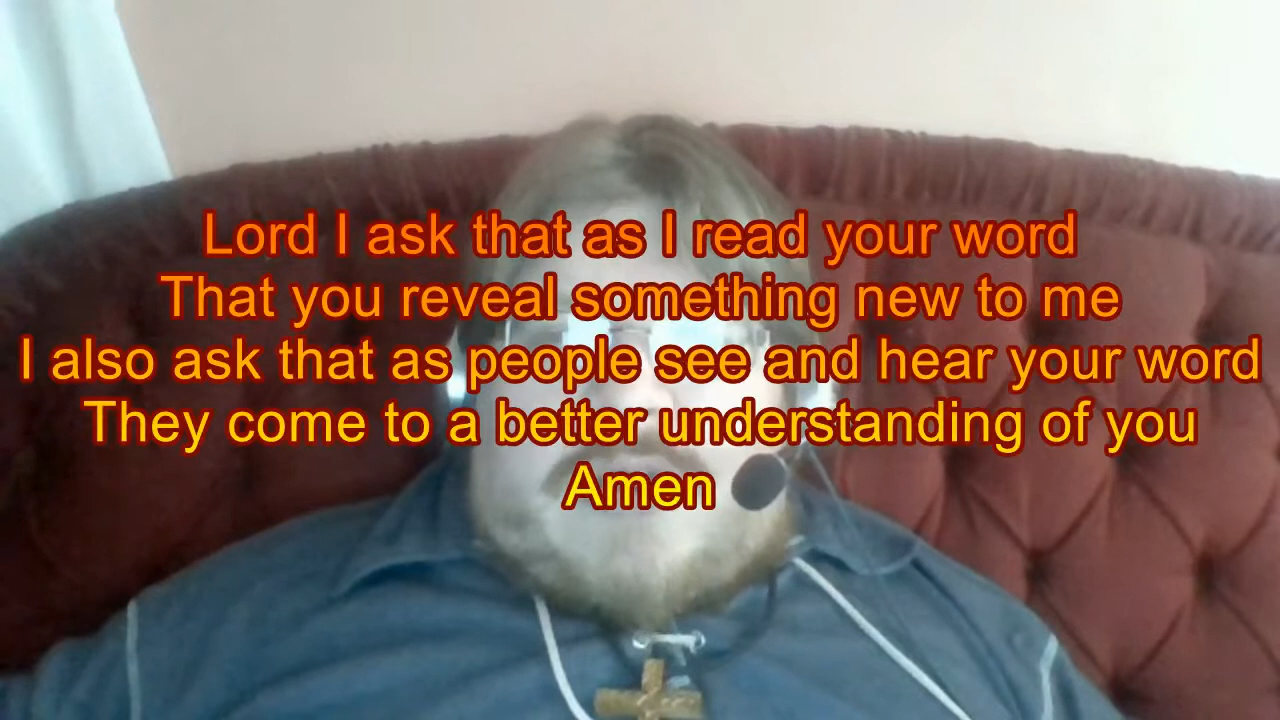 Lord I ask that as I read your word
That you reveal something new to me
I also ask that as people see and hear your word
They come to a better understanding of you
Amen